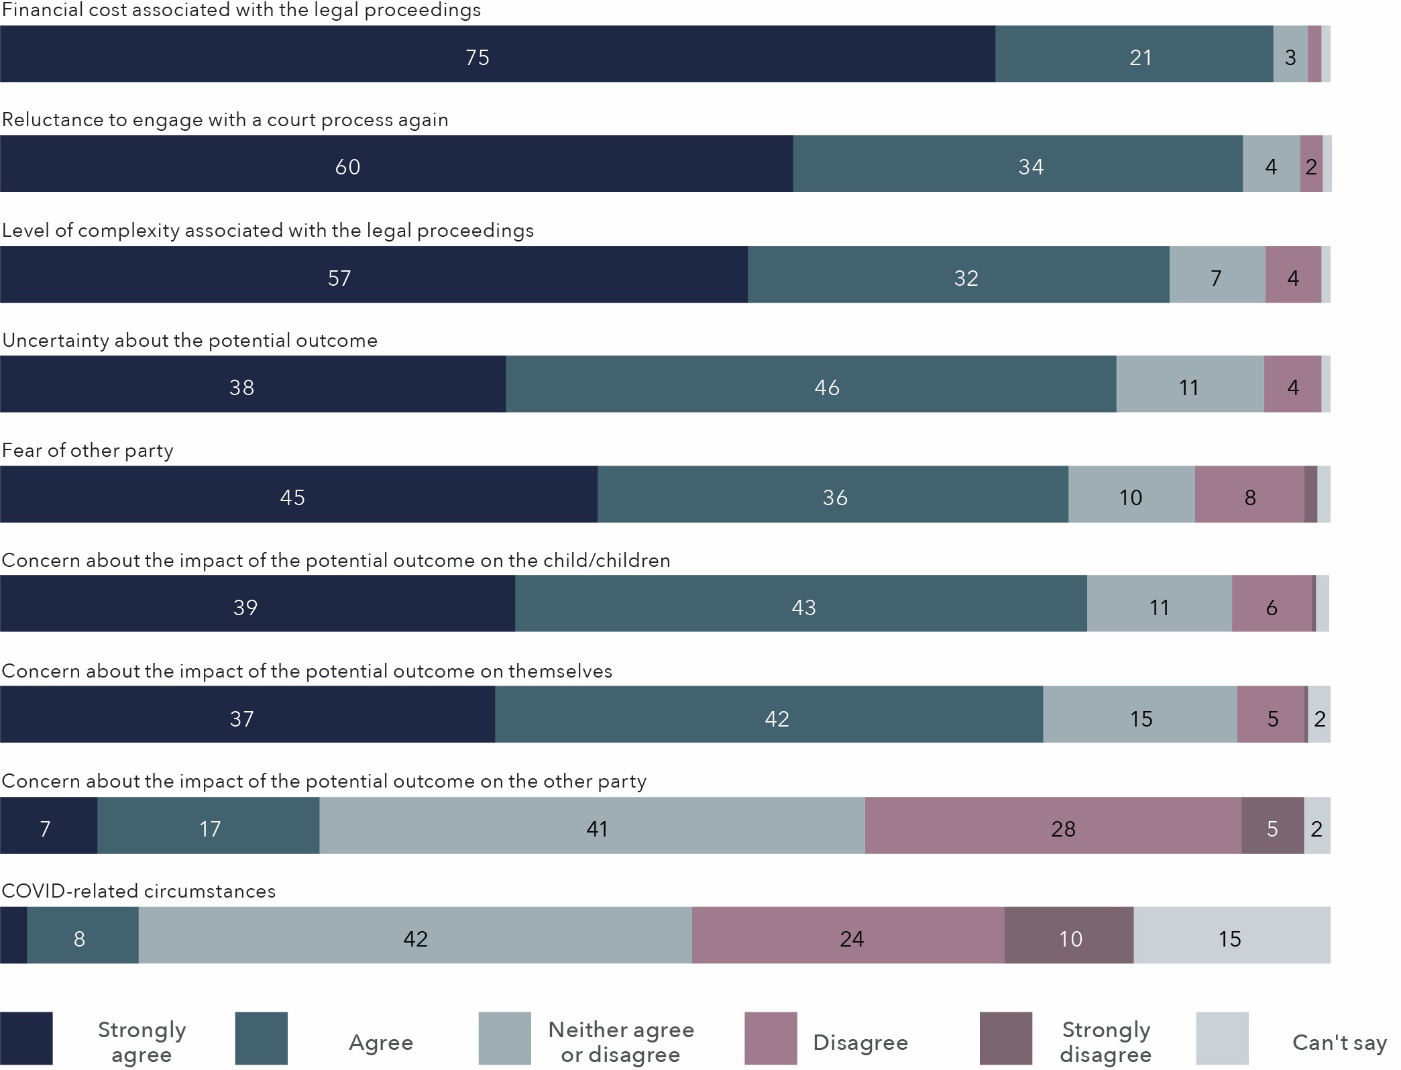 Financial cost associated with the legal proceedings
75 21 3
Reluctance to engage with a court process again
60 34 4 2
Level of complexity associated with the legal proceedings
57 32 7 4
Uncertainty about the potential outcome
38 46 11 4
Fear of other party
45 36 10 8
Concern about the impact of the potential outcome on the child/children
39 43 11 6
Concern about the impact of the potential outcome on themselves
37 42 15 5 2
Concern about the impact of the potential outcome on the other party
7 17 41 28 5 2
COVID-related circumstances
8 42 24 10 15
Strongly
agree
Agree
Neither agree
or disagree
Disagree
Strongly
disagree
Can't say